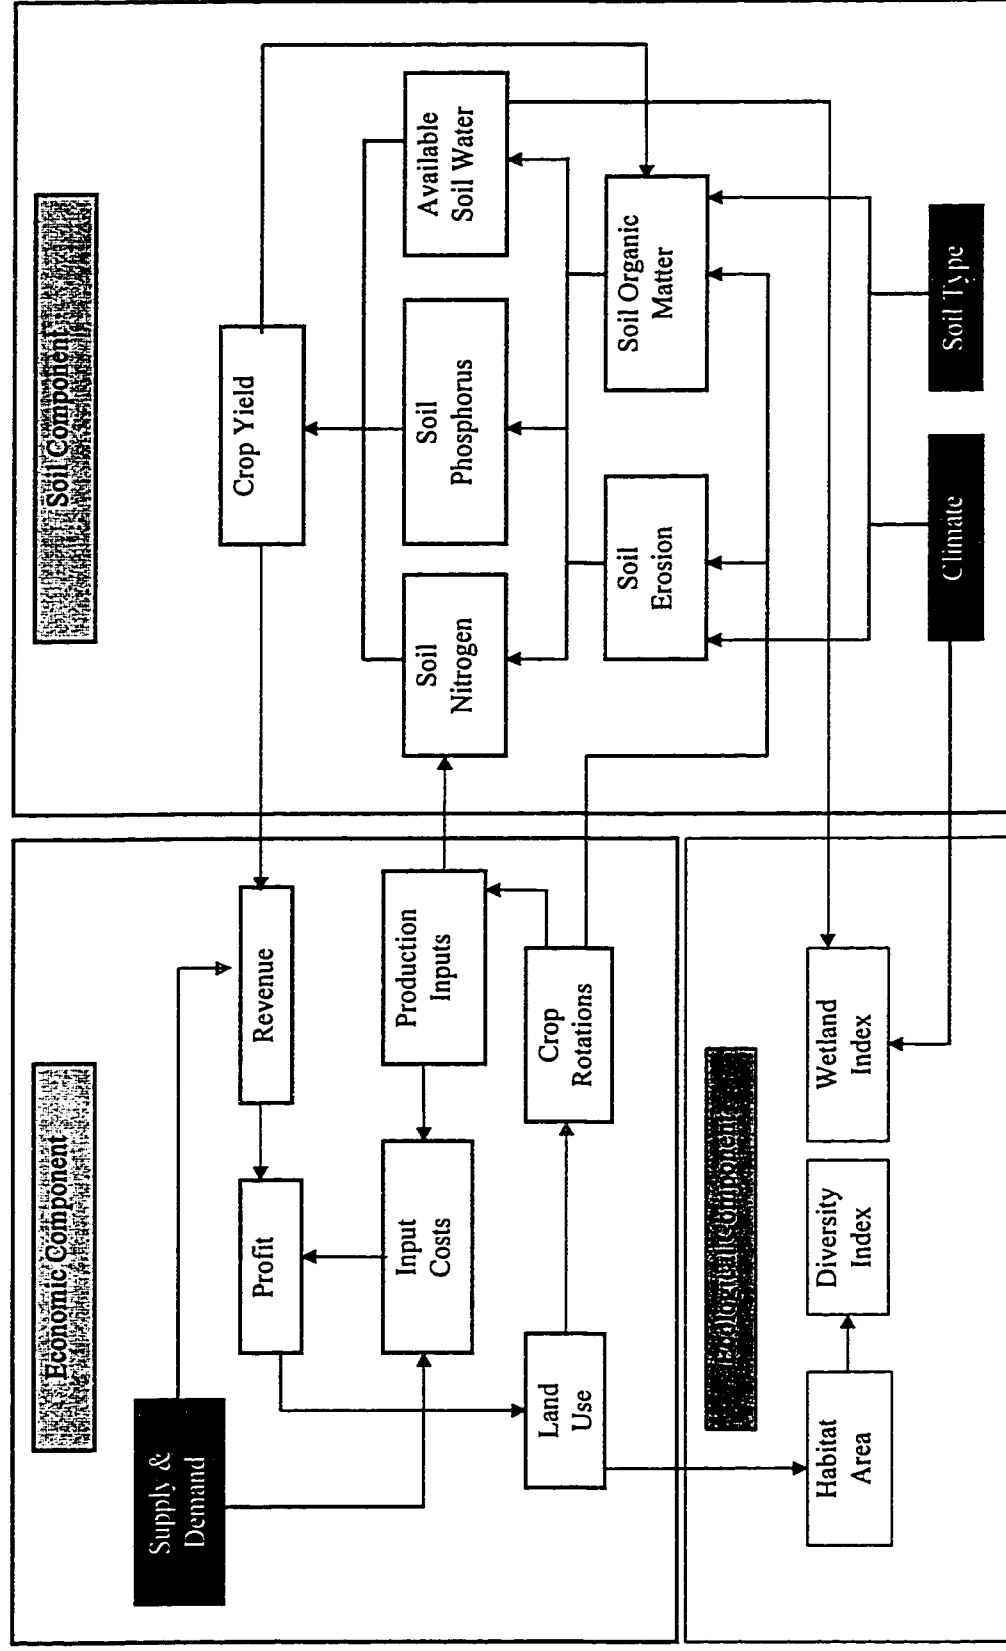 Economic Component
Soil Component
Supply &
Demand
Profit
Revenue
Crop Yield
Input
Costs
Production
Inputs
Soil
Nitrogen
Soil
Phosphorus
Available
Soil Water
Land
Use
Crop
Rotations
Soil
Erosion
Soil Organic
Matter
Ecological Component
Habitat
Area
Diversity
Index
Wetland
Index
Climate
Soil Type